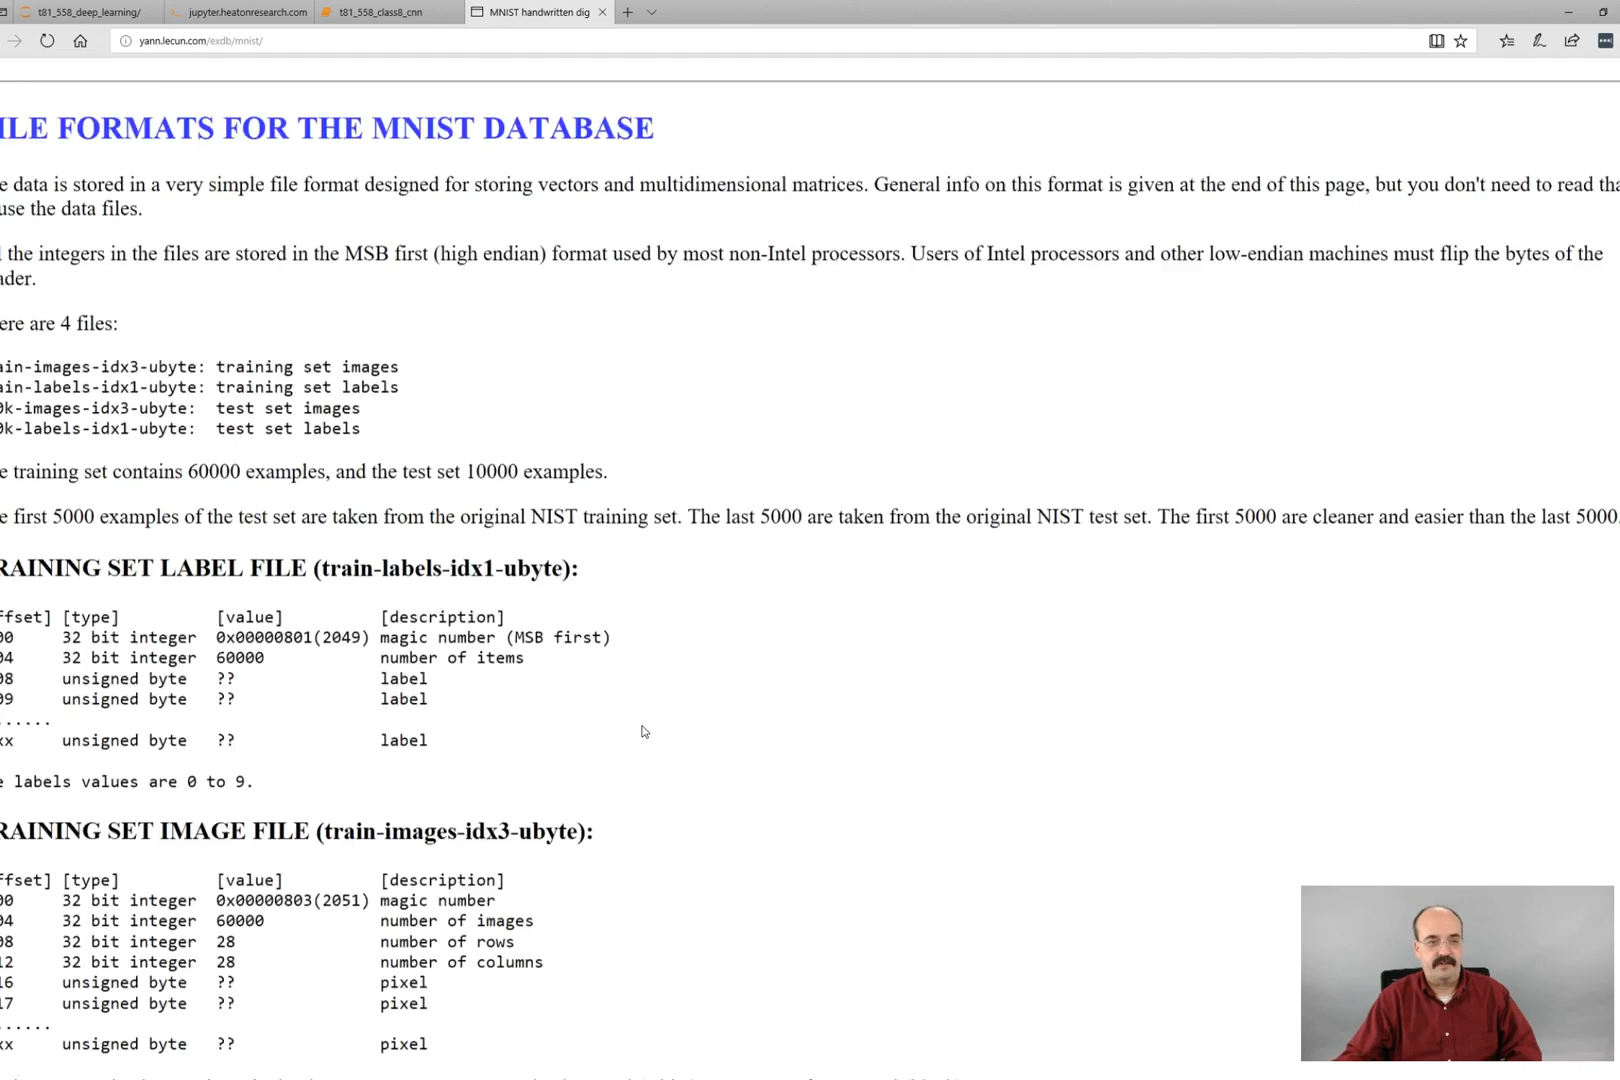 t81_558_deep_learning/ jupyter.heatonresearch.com t81_558_class8_cnn MNIST handwritten dig
yann.lecun.com/exdb/mnist/
ILE FORMATS FOR THE MNIST DATABASE
e data is stored in a very simple file format designed for storing vectors and multidimensional matrices. General info on this format is given at the end of this page, but you don't need to read tha
use the data files.
l the integers in the files are stored in the MSB first (high endian) format used by most non-Intel processors. Users of Intel processors and other low-endian machines must flip the bytes of the
ader.
ere are 4 files:
ain-images-idx3-ubyte: training set images
ain-labels-idx1-ubyte: training set labels
0k-images-idx3-ubyte: test set images
0k-labels-idx1-ubyte: test set labels
e training set contains 60000 examples, and the test set 10000 examples.
e first 5000 examples of the test set are taken from the original NIST training set. The last 5000 are taken from the original NIST test set. The first 5000 are cleaner and easier than the last 5000.
RAINING SET LABEL FILE (train-labels-idx1-ubyte):
ffset] [type] [value] [description]
00 32 bit integer 0x00000801(2049) magic number (MSB first)
04 32 bit integer 60000 number of items
08 unsigned byte ?? label
09 unsigned byte ?? label
......
xx unsigned byte ?? label
e labels values are 0 to 9.
RAINING SET IMAGE FILE (train-images-idx3-ubyte):
ffset] [type] [value] [description]
00 32 bit integer 0x00000803(2051) magic number
04 32 bit integer 60000 number of images
08 32 bit integer 28 number of rows
12 32 bit integer 28 number of columns
16 unsigned byte ?? pixel
17 unsigned byte ?? pixel
......
xx unsigned byte ?? pixel